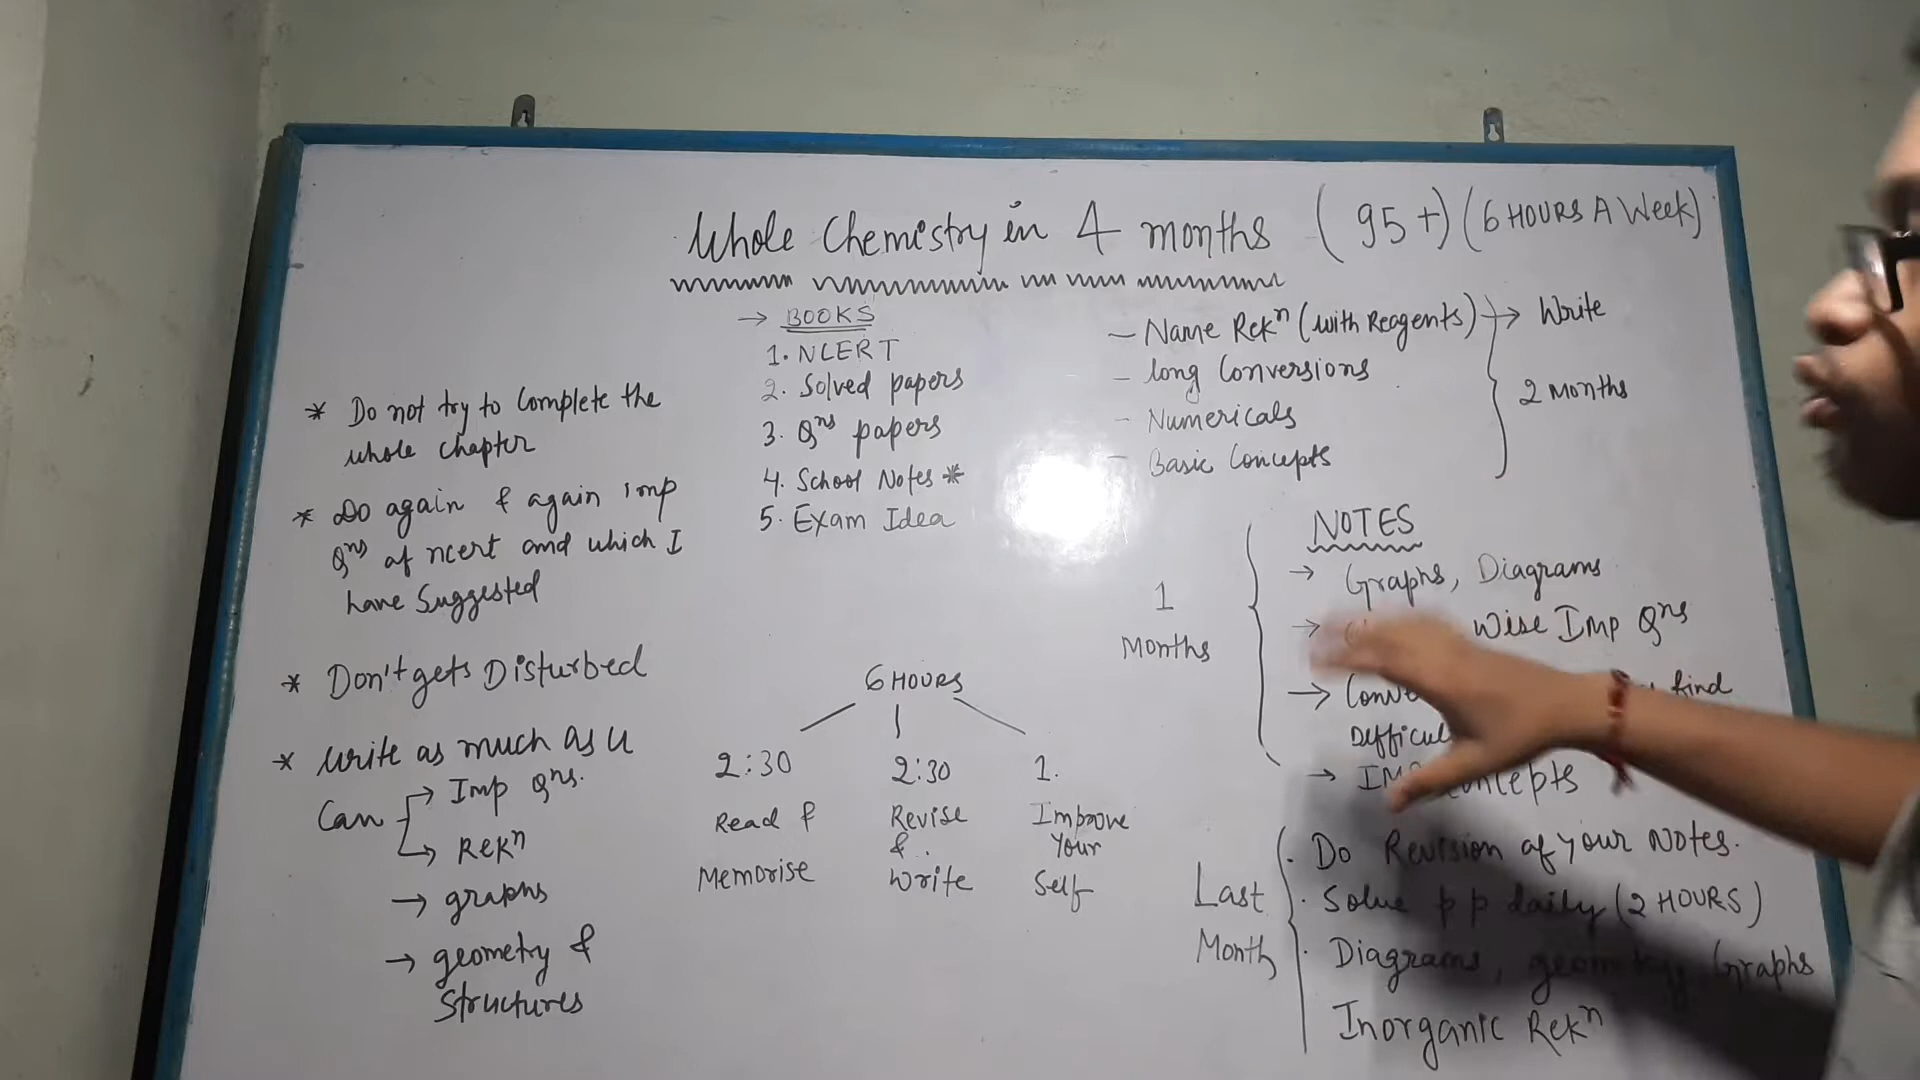 Whole Chemistry in 4 months (95+) (6 HOURS A Week)
→ BOOKS
1. NCERT
2. Solved papers
3. Qns papers
4. School Notes *
5. Exam Idea
* Do not try to Complete the
whole chapter
* Do again & again imp
Qns of ncert and which I
have Suggested
* Don't gets Disturbed
* Write as much as u
Can → Imp Qns.
→ Rekn
→ graphs
→ geometry &
Structures
6 HOURS
2:30 2:30 1.
Read & Revise Improve
& Your
Memorise Write Self
- Name Rekn (with Reagents) → Write
- long Conversions
- Numericals
- Basic Concepts
2 Months
NOTES
→ Graphs, Diagrams
→ Wise Imp Qns
→ find
→ Concepts
1
Months
Last
Month
· Do Revision of your Notes.
· Solve p p daily (2 HOURS)
· Diagrams, geometry, Graphs
Inorganic Rekn